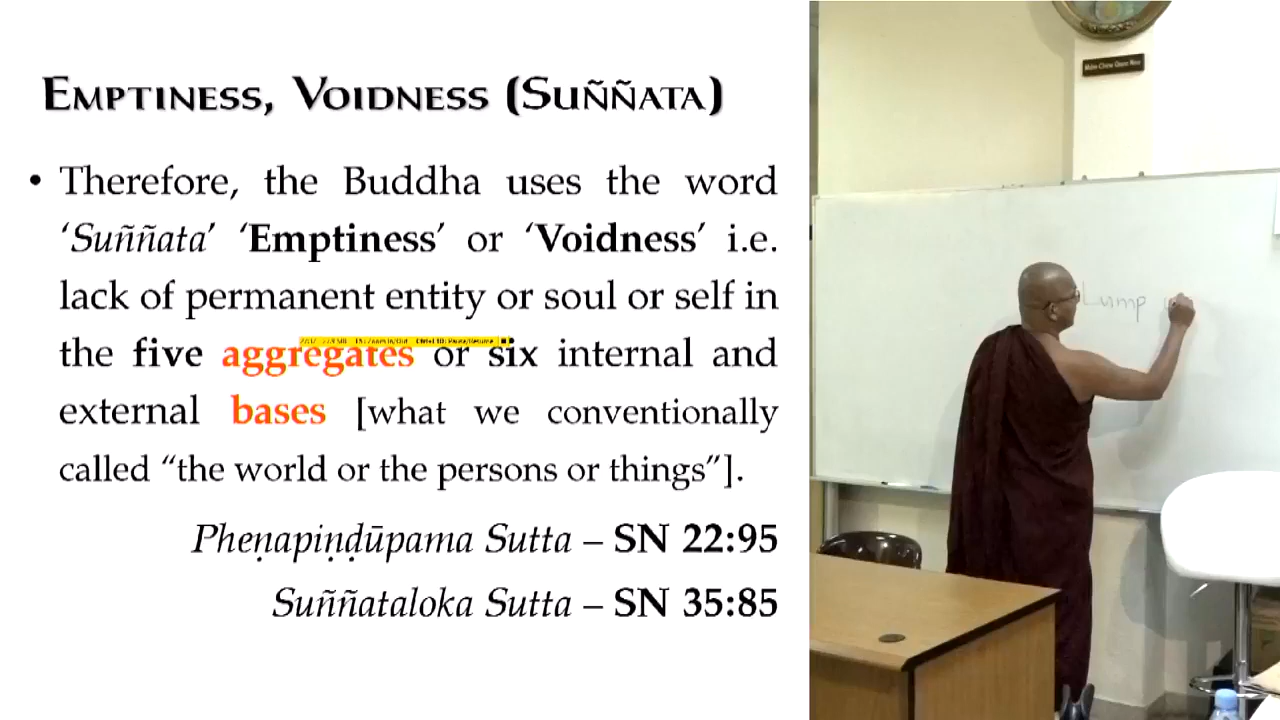 EMPTINESS, VOIDNESS (SUÑÑATA)
• Therefore, the Buddha uses the word
‘Suññata’ ‘Emptiness’ or ‘Voidness’ i.e.
lack of permanent entity or soul or self in
the five aggregates or six internal and
external bases [what we conventionally
called “the world or the persons or things”].
Pheṇapiṇḍūpama Sutta – SN 22:95
Suññataloka Sutta – SN 35:85
Lump